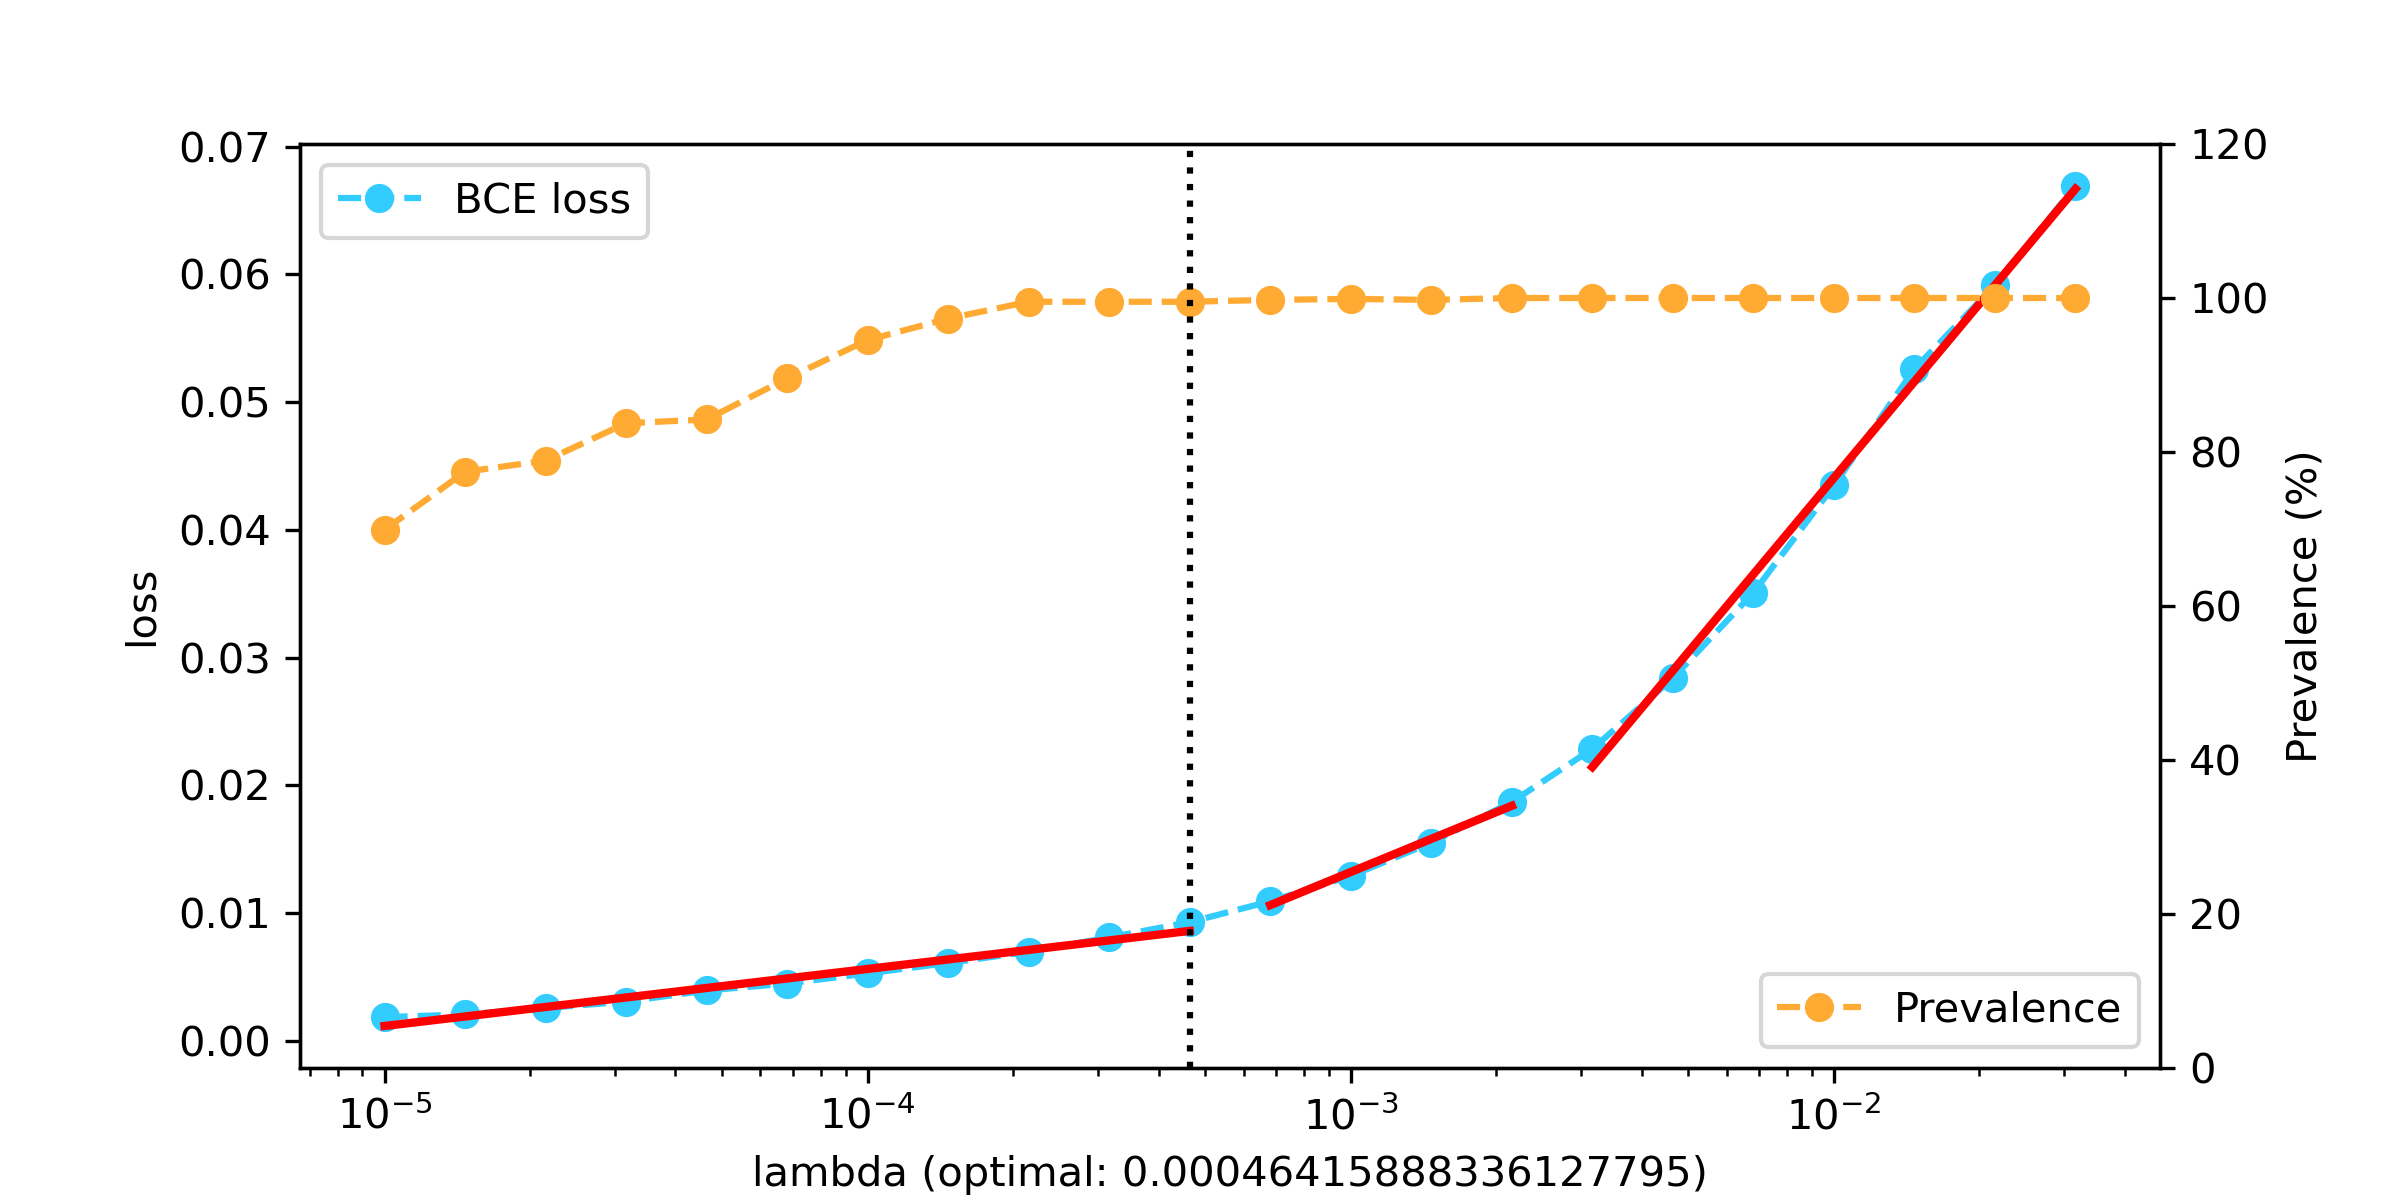 BCE loss
Prevalence
loss
Prevalence (%)
0.07
0.06
0.05
0.04
0.03
0.02
0.01
0.00
120
100
80
60
40
20
0
10⁻⁵ 10⁻⁴ 10⁻³ 10⁻²
lambda (optimal: 0.00046415888336127795)